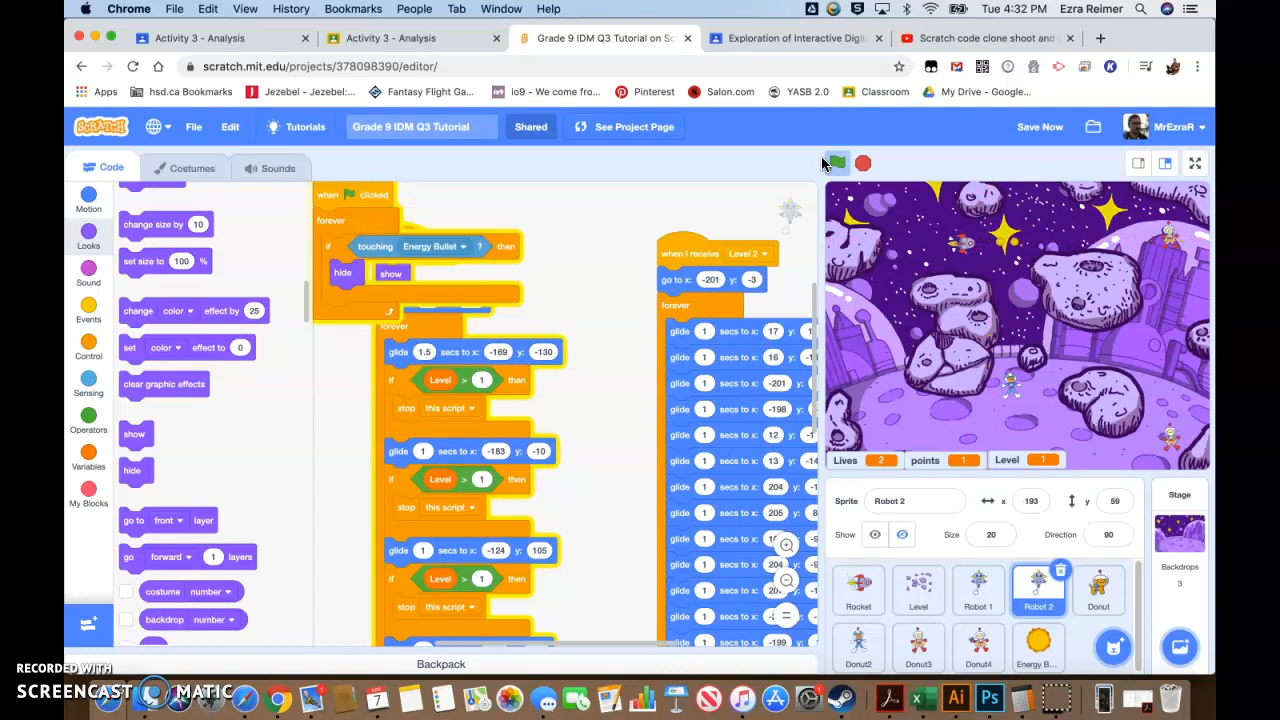 Chrome File Edit View History Bookmarks People Tab Window Help Tue 4:32 PM Ezra Reimer
Activity 3 - Analysis × Activity 3 - Analysis × Grade 9 IDM Q3 Tutorial on Sc × Exploration of Interactive Digit × Scratch code clone shoot and ×
scratch.mit.edu/projects/378098390/editor/
Apps hsd.ca Bookmarks Jezebel - Jezebel:... Fantasy Flight Ga... io9 - We come fro... Pinterest Salon.com YASB 2.0 Classroom My Drive - Google...
SCRATCH File Edit Tutorials Grade 9 IDM Q3 Tutorial Shared See Project Page Save Now MrEzraR
Code Costumes Sounds
Motion
Looks
Sound
Events
Control
Sensing
Operators
Variables
My Blocks
change size by 10
set size to 100 %
change color effect by 25
set color effect to 0
clear graphic effects
show
hide
go to front layer
go forward 1 layers
costume number
backdrop number
when clicked
forever
if touching Energy Bullet ? then
hide show
forever
glide 1.5 secs to x: -169 y: -130
if Level > 1 then
stop this script
glide 1 secs to x: -183 y: -10
if Level > 1 then
stop this script
glide 1 secs to x: -124 y: 105
if Level > 1 then
stop this script
when I receive Level 2
go to x: -201 y: -3
forever
glide 1 secs to x: 17 y:
glide 1 secs to x: 16 y:
glide 1 secs to x: -201 y:
glide 1 secs to x: -198 y:
glide 1 secs to x: 12 y:
glide 1 secs to x: 13 y:
glide 1 secs to x: 204 y:
glide 1 secs to x: 205 y:
glide 1 secs to x:
glide 1 secs to x: 204 y:
glide 1 secs to x:
glide 1 secs to x:
glide 1 secs to x: -199 y:
Lives 2 points 1 Level 1
Sprite Robot 2 x 193 y 59
Show Size 20 Direction 90
Rocket Level Robot 1 Robot 2 Donut
Donut2 Donut3 Donut4 Energy B...
Stage
Backdrops
3
Backpack
RECORDED WITH
SCREENCAST MATIC